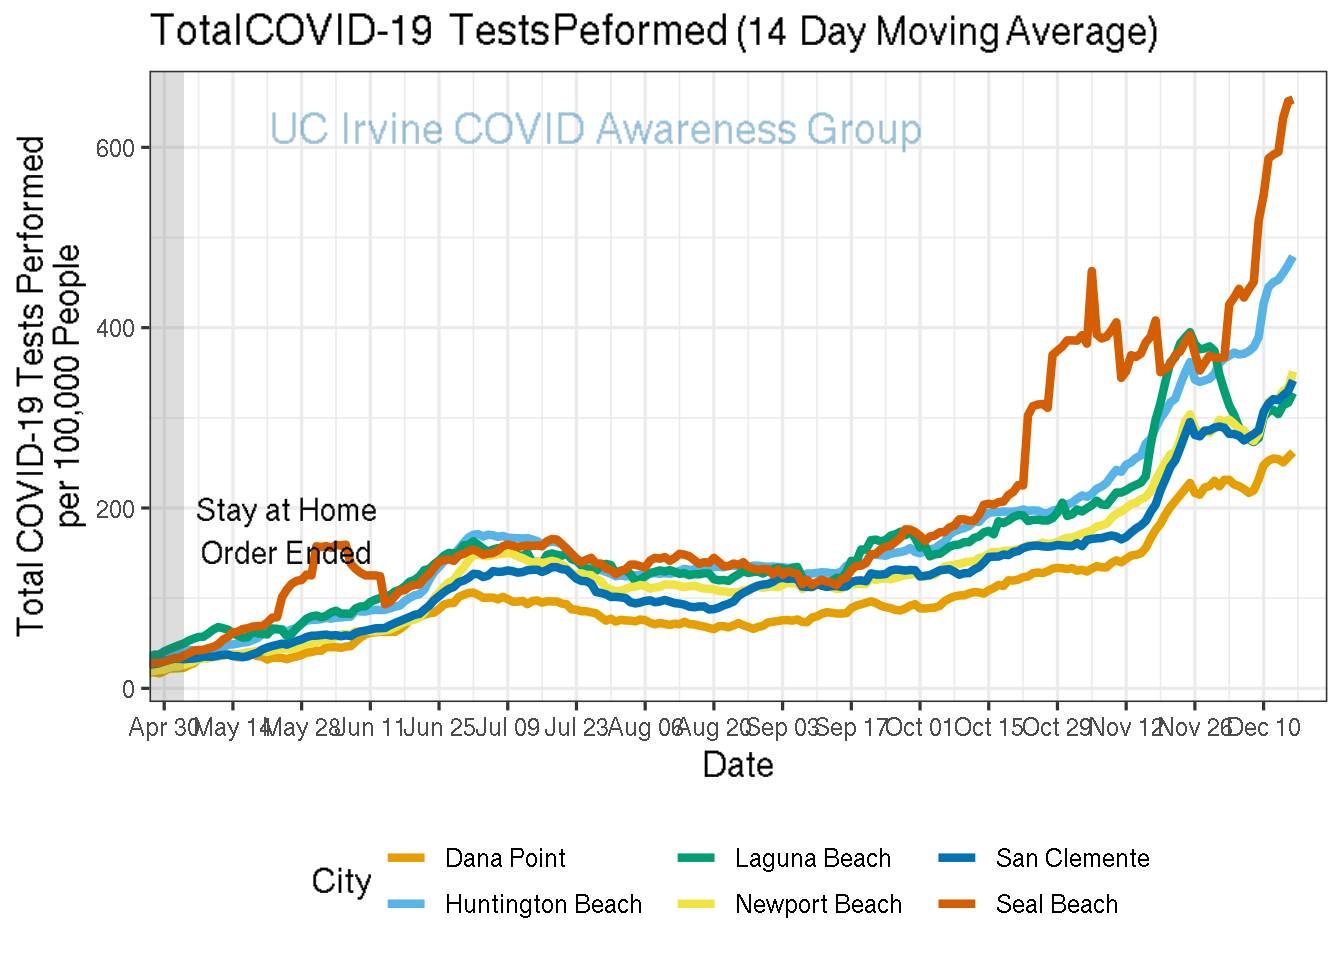 Total COVID-19 Tests Peformed (14 Day Moving Average)
UC Irvine COVID Awareness Group
Total COVID-19 Tests Performed
per 100,000 People
600
400
200
0
Stay at Home
Order Ended
Apr 30 May 14 May 28 Jun 11 Jun 25 Jul 09 Jul 23 Aug 06 Aug 20 Sep 03 Sep 17 Oct 01 Oct 15 Oct 29 Nov 12 Nov 26 Dec 10
Date
City
Dana Point Laguna Beach San Clemente
Huntington Beach Newport Beach Seal Beach